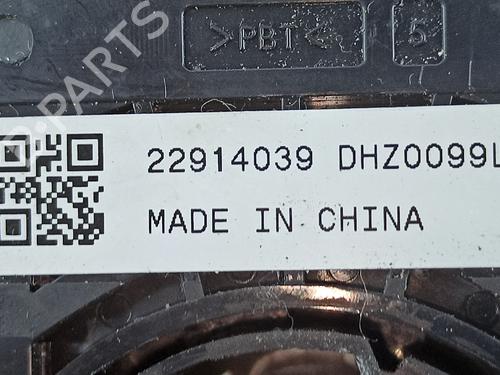 >PBT< 5
22914039 DHZ0099L
MADE IN CHINA